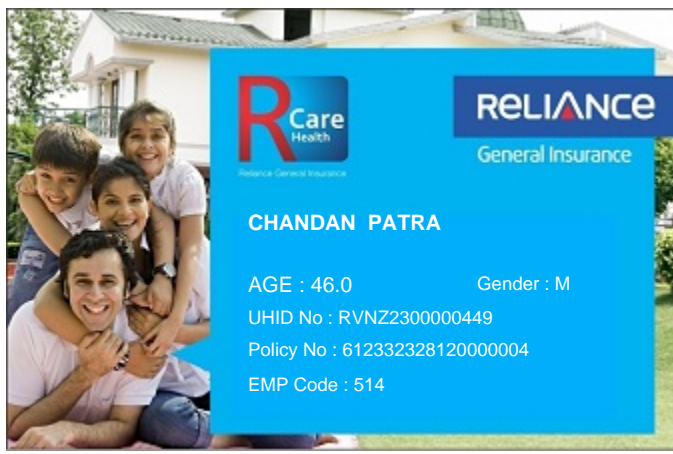 R Care
Health
Reliance General Insurance
RELIANCE
General Insurance
CHANDAN PATRA
AGE : 46.0
Gender : M
UHID No : RVNZ2300000449
Policy No : 612332328120000004
EMP Code : 514